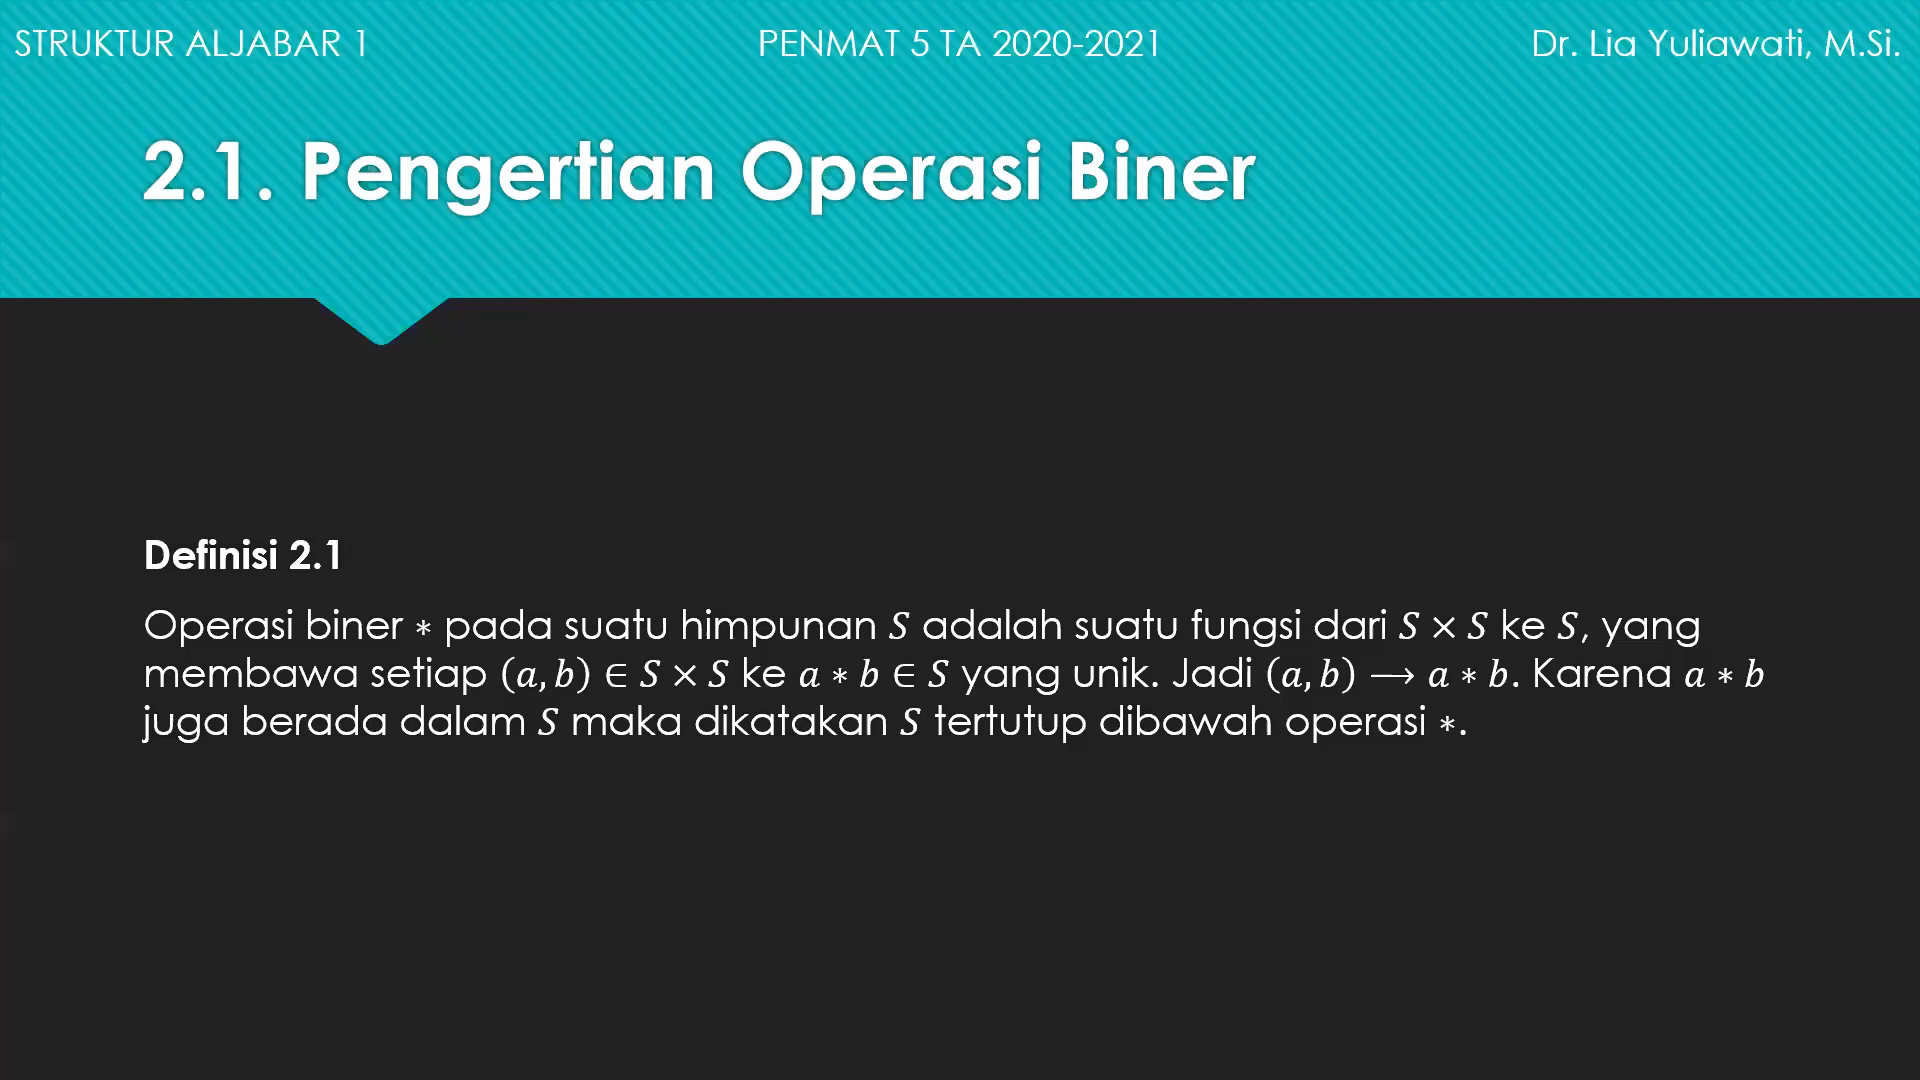 STRUKTUR ALJABAR 1 PENMAT 5 TA 2020-2021 Dr. Lia Yuliawati, M.Si.
2.1. Pengertian Operasi Biner
Definisi 2.1
Operasi biner ∗ pada suatu himpunan 𝑆 adalah suatu fungsi dari 𝑆 × 𝑆 ke 𝑆, yang
membawa setiap (𝑎, 𝑏) ∈ 𝑆 × 𝑆 ke 𝑎 ∗ 𝑏 ∈ 𝑆 yang unik. Jadi (𝑎, 𝑏) ⟶ 𝑎 ∗ 𝑏. Karena 𝑎 ∗ 𝑏
juga berada dalam 𝑆 maka dikatakan 𝑆 tertutup dibawah operasi ∗.